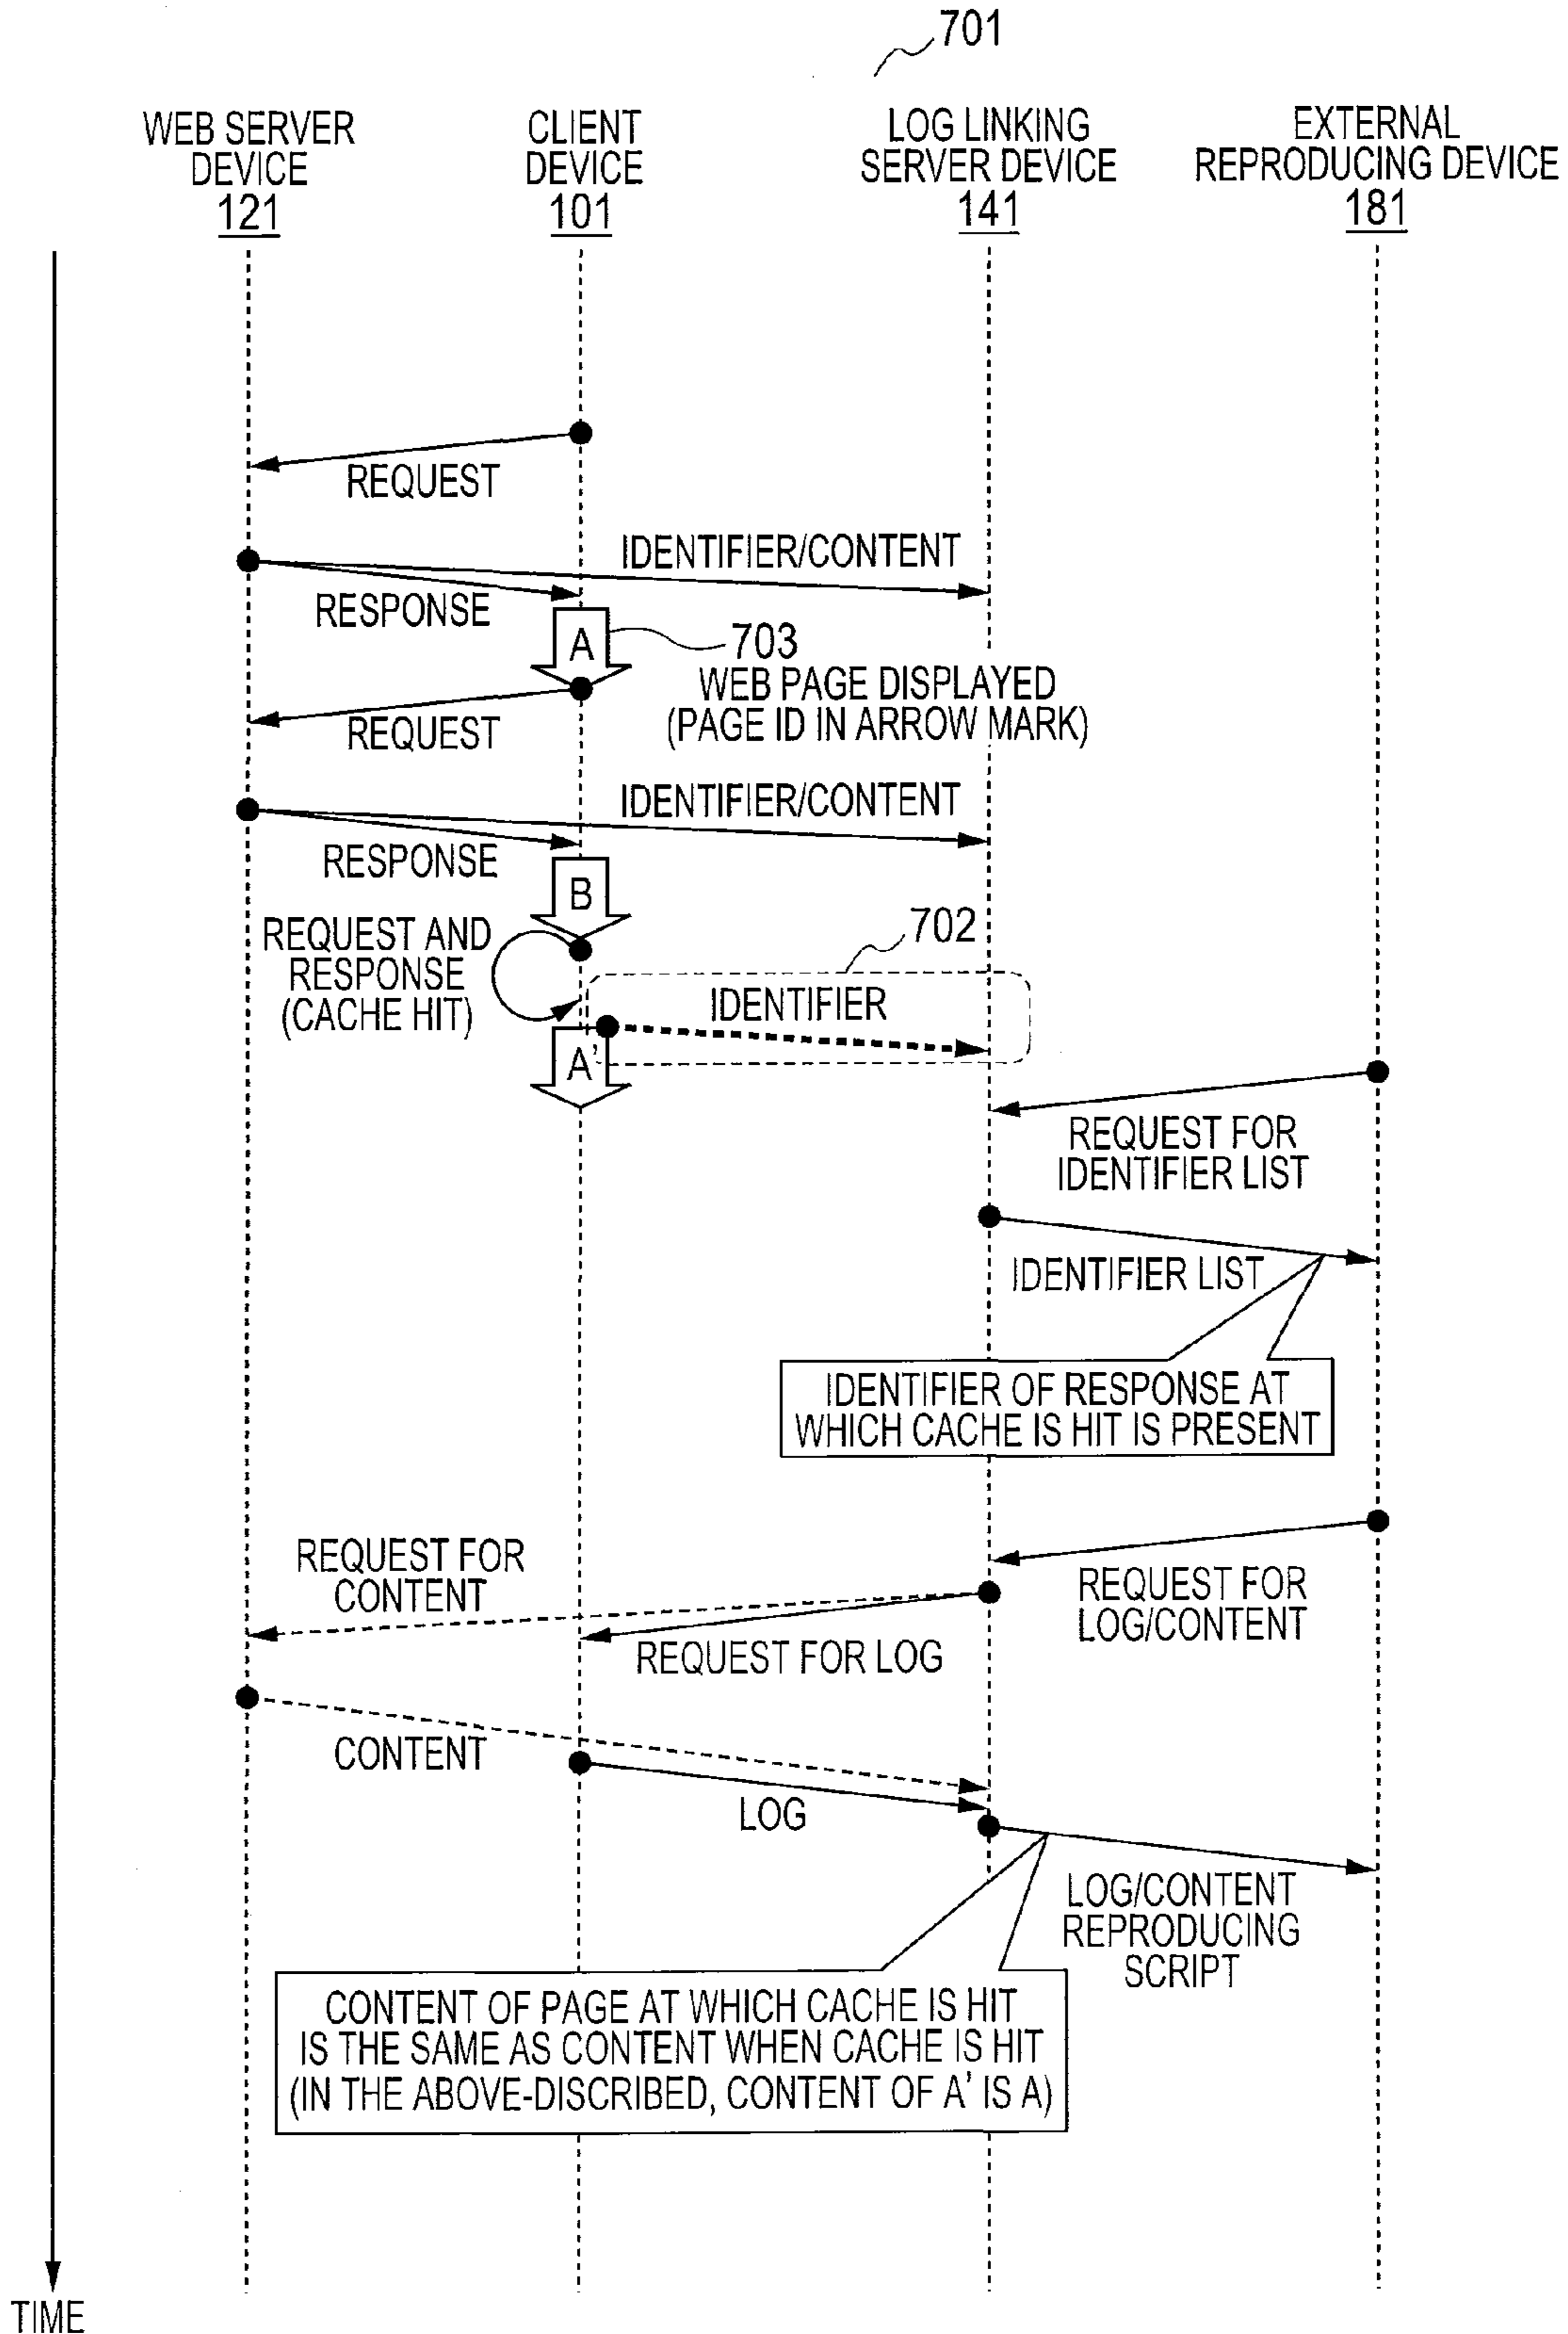 701
WEB SERVER
DEVICE
121
CLIENT
DEVICE
101
LOG LINKING
SERVER DEVICE
141
EXTERNAL
REPRODUCING DEVICE
181
REQUEST
IDENTIFIER/CONTENT
RESPONSE
A
703
WEB PAGE DISPLAYED
(PAGE ID IN ARROW MARK)
REQUEST
IDENTIFIER/CONTENT
RESPONSE
B
702
REQUEST AND
RESPONSE
(CACHE HIT)
IDENTIFIER
A'
REQUEST FOR
IDENTIFIER LIST
IDENTIFIER LIST
IDENTIFIER OF RESPONSE AT
WHICH CACHE IS HIT IS PRESENT
REQUEST FOR
CONTENT
REQUEST FOR
LOG/CONTENT
REQUEST FOR LOG
CONTENT
LOG
LOG/CONTENT
REPRODUCING
SCRIPT
CONTENT OF PAGE AT WHICH CACHE IS HIT
IS THE SAME AS CONTENT WHEN CACHE IS HIT
(IN THE ABOVE-DISCRIBED, CONTENT OF A' IS A)
TIME